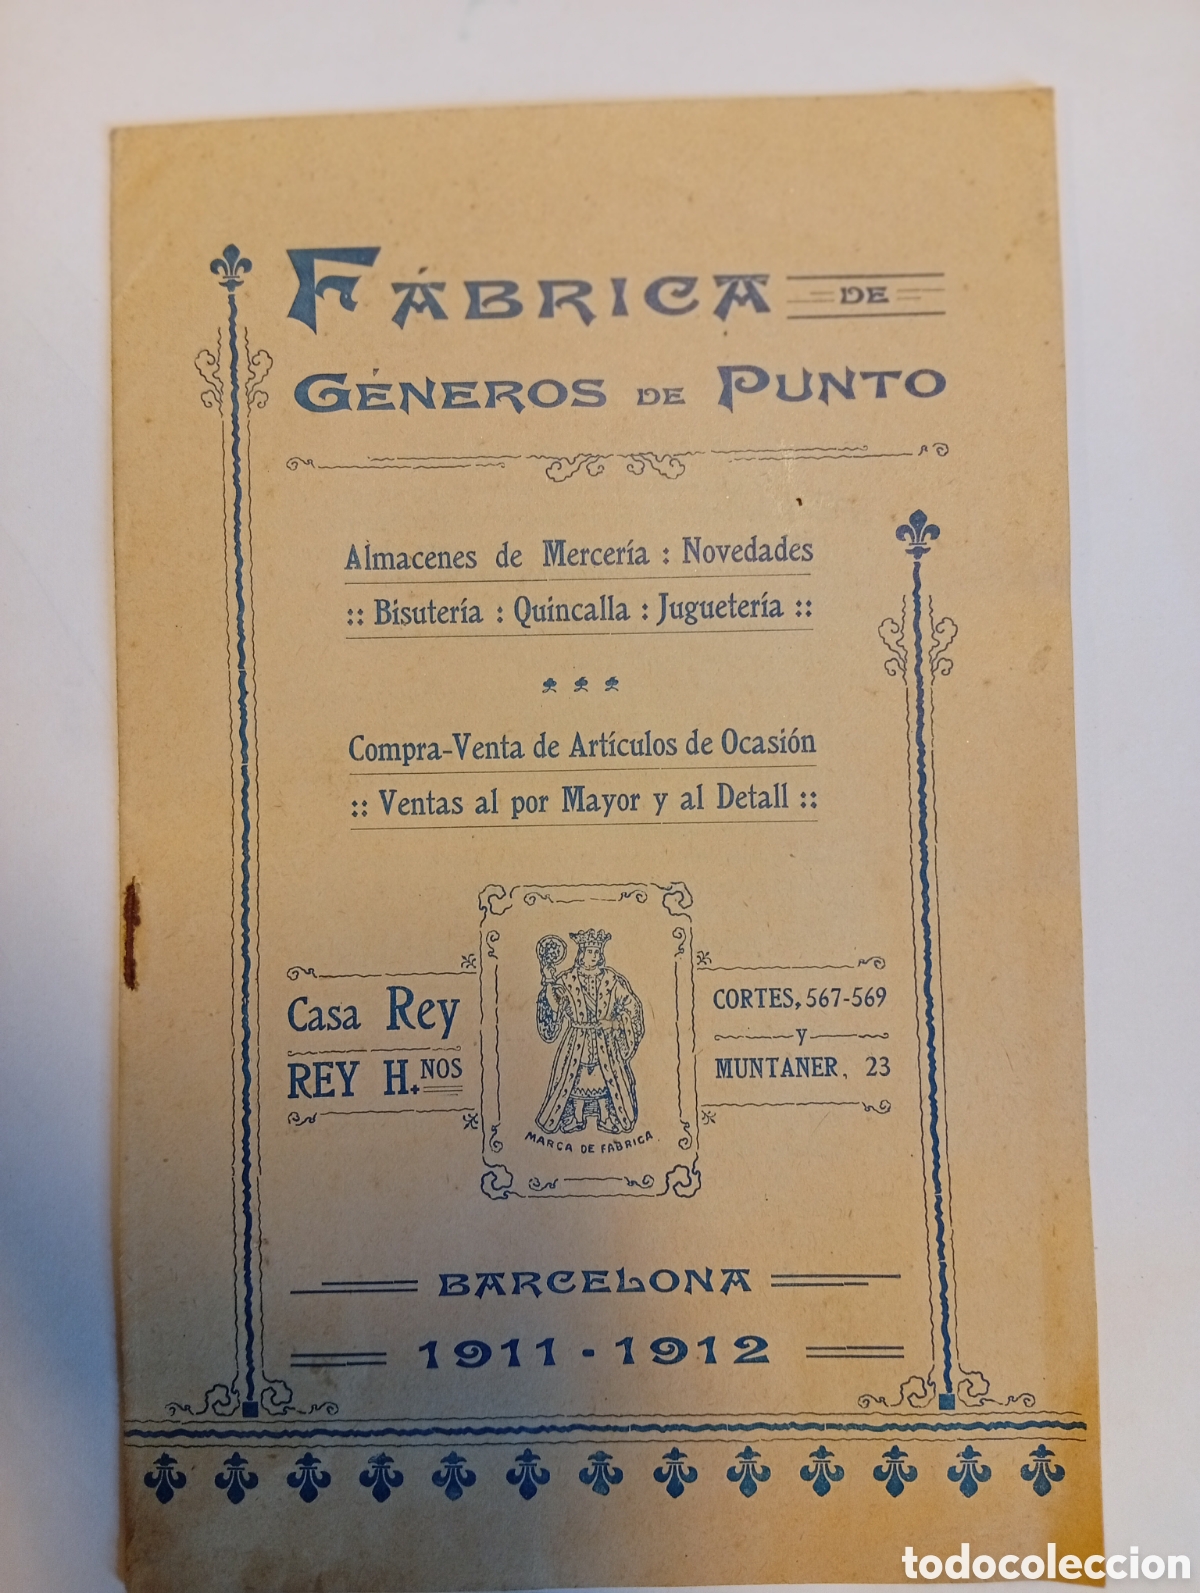 FÁBRICA DE
GÉNEROS DE PUNTO
Almacenes de Mercería : Novedades
:: Bisutería : Quincalla : Juguetería ::
Compra-Venta de Artículos de Ocasión
:: Ventas al por Mayor y al Detall ::
Casa Rey
REY H.NOS
MARCA DE FABRICA.
CORTES, 567-569
y
MUNTANER, 23
BARCELONA
1911 - 1912
todocoleccion